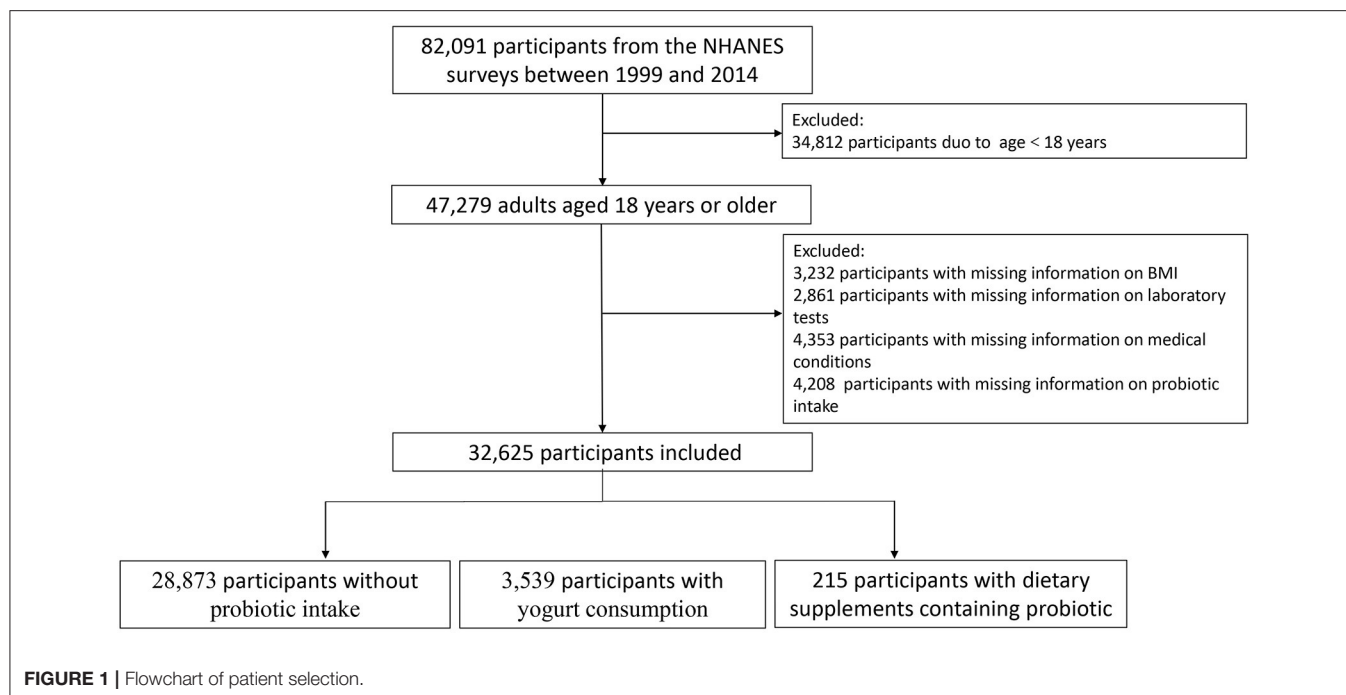 82,091 participants from the NHANES
surveys between 1999 and 2014
Excluded:
34,812 participants duo to age < 18 years
47,279 adults aged 18 years or older
Excluded:
3,232 participants with missing information on BMI
2,861 participants with missing information on laboratory
tests
4,353 participants with missing information on medical
conditions
4,208 participants with missing information on probiotic
intake
32,625 participants included
28,873 participants without
probiotic intake
3,539 participants with
yogurt consumption
215 participants with dietary
supplements containing probiotic
FIGURE 1 | Flowchart of patient selection.